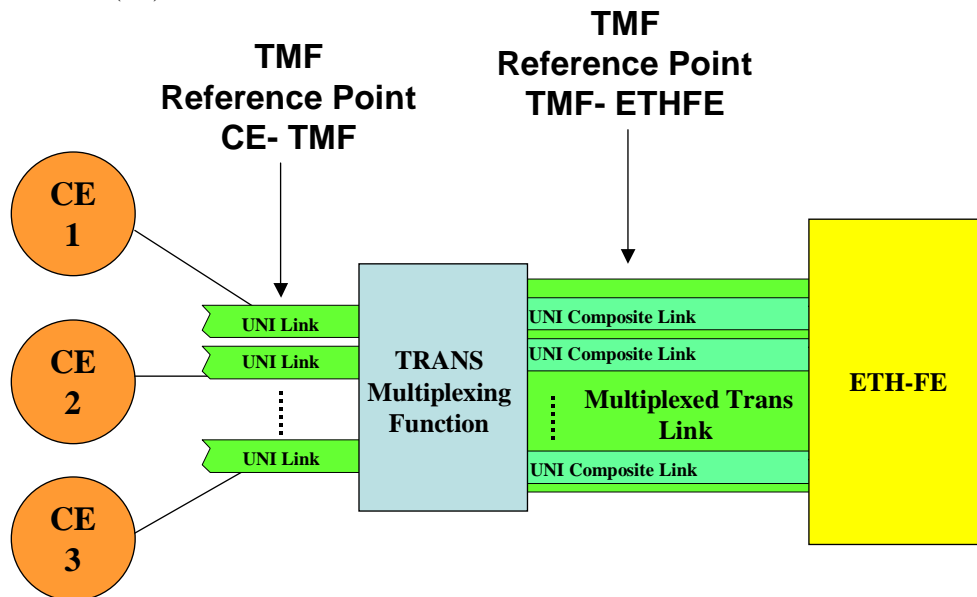 TMF
Reference Point
CE- TMF
TMF
Reference Point
TMF- ETHFE
CE
1
CE
2
CE
3
UNI Link
UNI Link
UNI Link
TRANS
Multiplexing
Function
UNI Composite Link
UNI Composite Link
Multiplexed Trans
Link
UNI Composite Link
ETH-FE